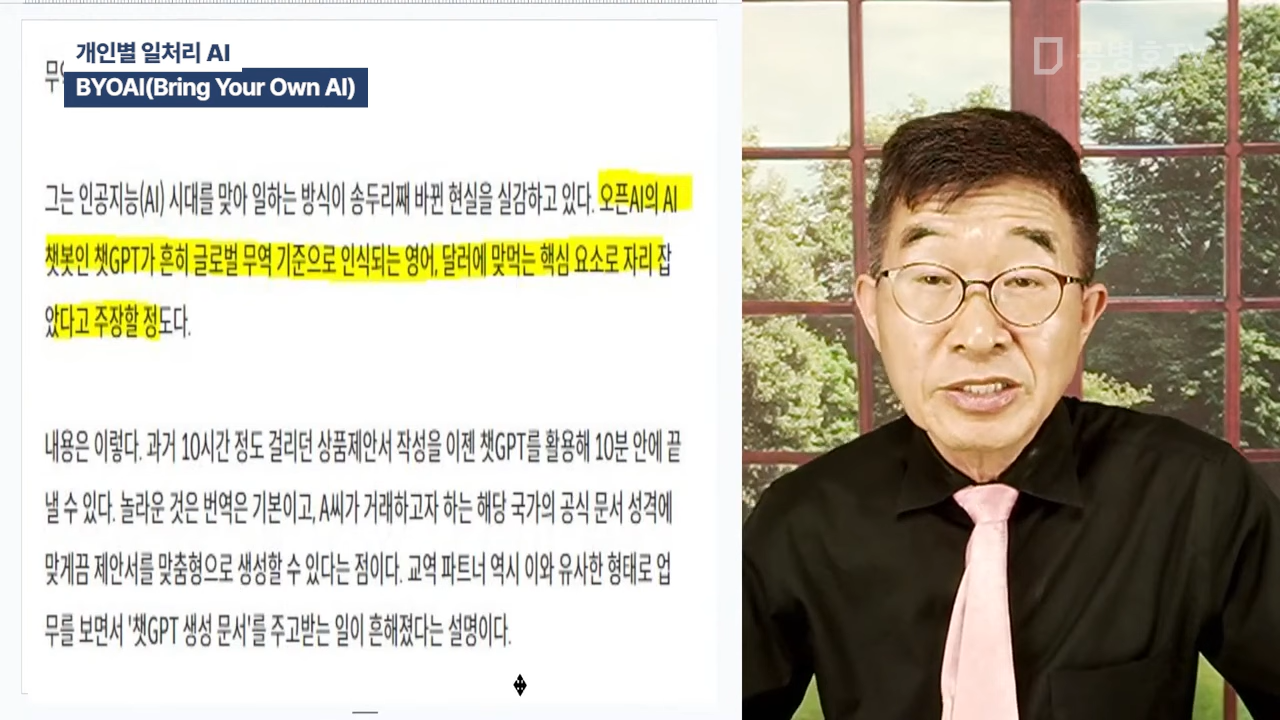 개인별 일처리 AI
BYOAI(Bring Your Own AI)
그는 인공지능(AI) 시대를 맞아 일하는 방식이 송두리째 바뀐 현실을 실감하고 있다. 오픈AI의 AI
챗봇인 챗GPT가 흔히 글로벌 무역 기준으로 인식되는 영어, 달러에 맞먹는 핵심 요소로 자리 잡
았다고 주장할 정도다.
내용은 이렇다. 과거 10시간 정도 걸리던 상품제안서 작성을 이젠 챗GPT를 활용해 10분 안에 끝
낼 수 있다. 놀라운 것은 번역은 기본이고, A씨가 거래하고자 하는 해당 국가의 공식 문서 성격에
맞게끔 제안서를 맞춤형으로 생성할 수 있다는 점이다. 교역 파트너 역시 이와 유사한 형태로 업
무를 보면서 '챗GPT 생성 문서'를 주고받는 일이 흔해졌다는 설명이다.